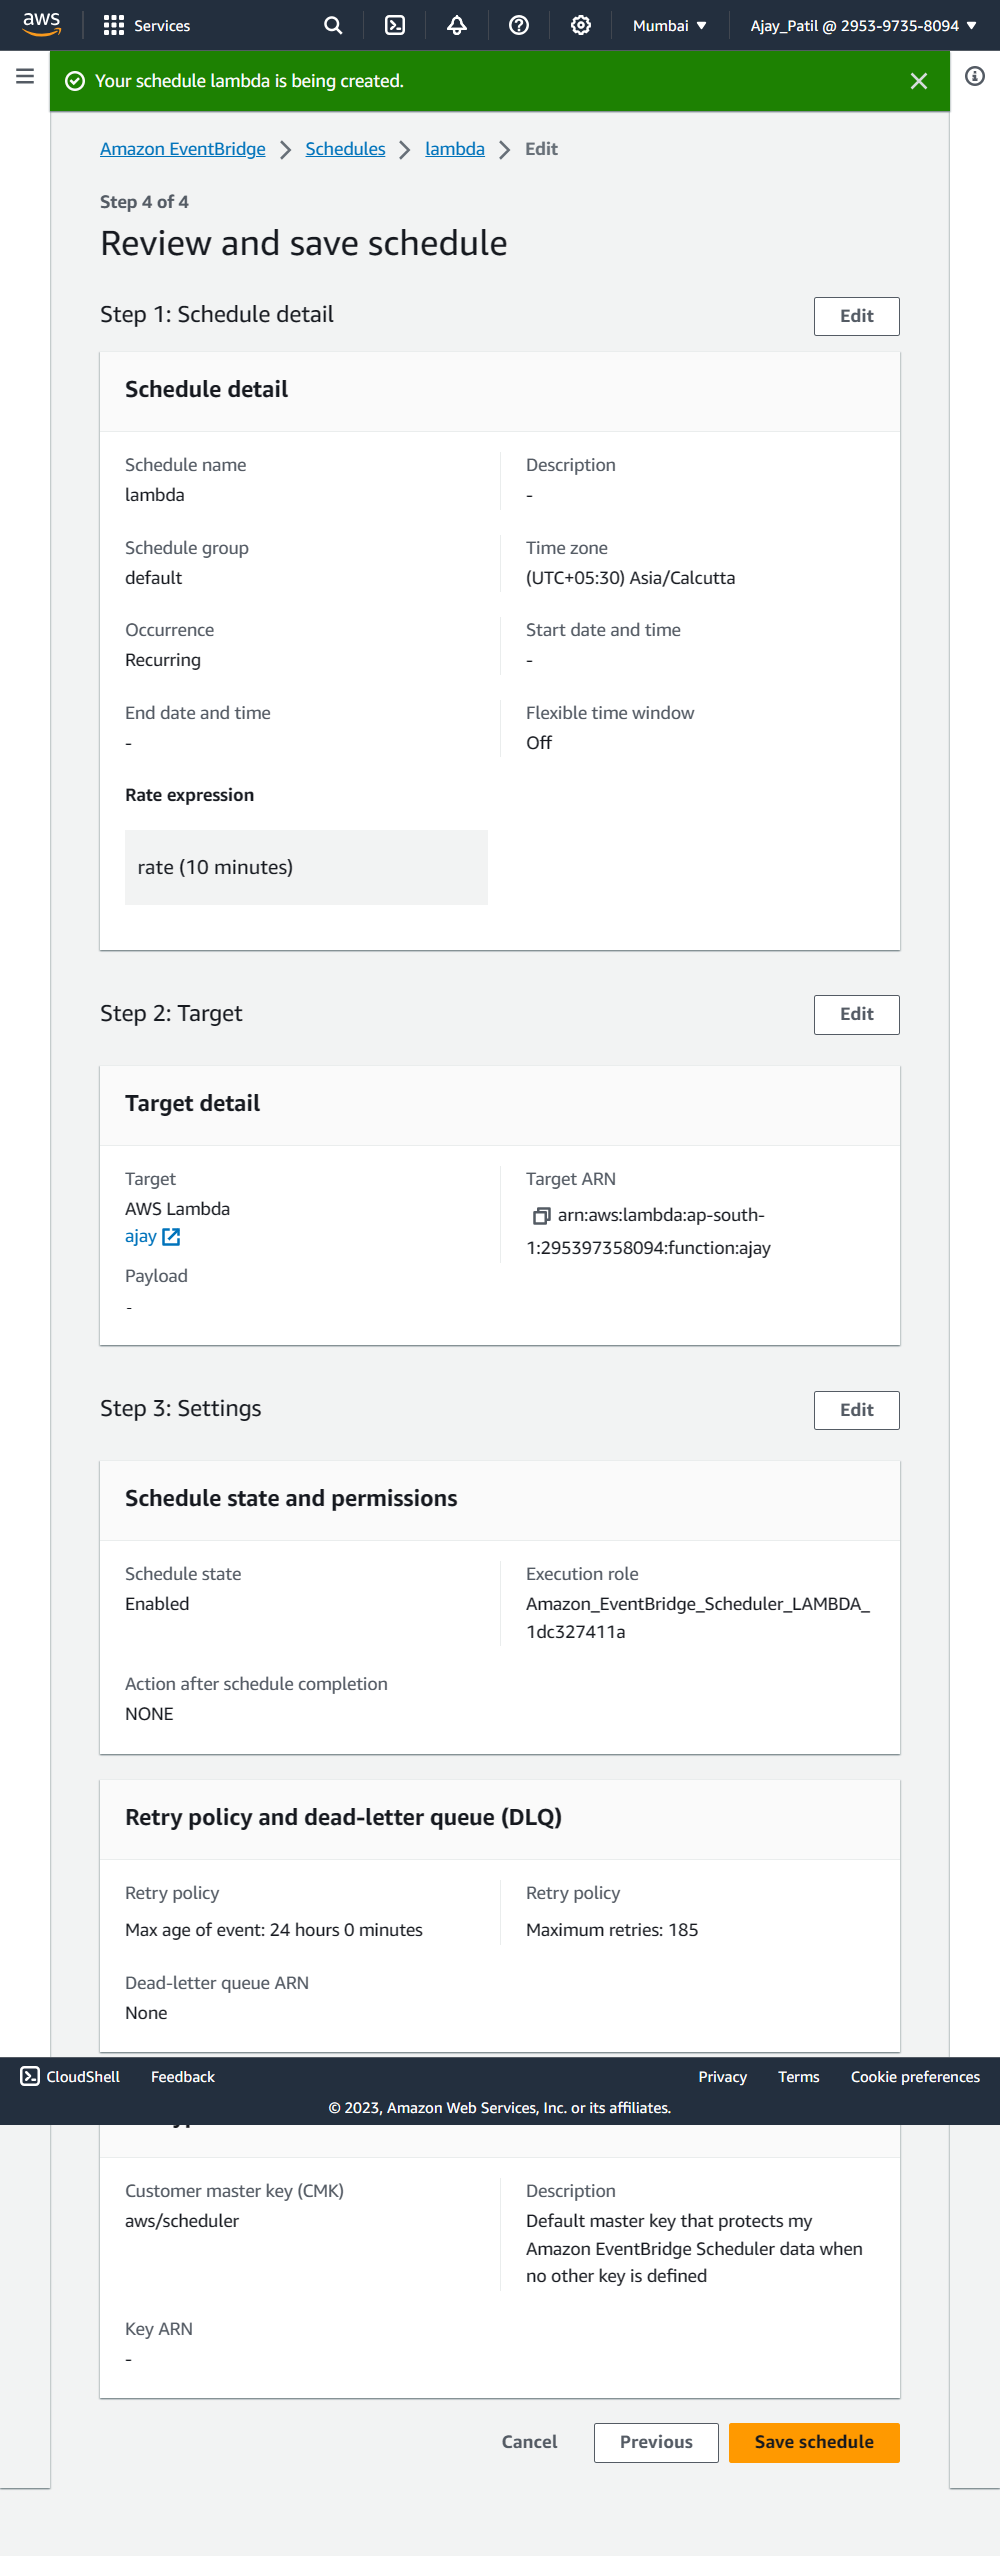 aws
Services
Mumbai
Ajay_Patil @ 2953-9735-8094
Your schedule lambda is being created.
Amazon EventBridge
Schedules
lambda
Edit
Step 4 of 4
Review and save schedule
Step 1: Schedule detail
Edit
Schedule detail
Schedule name
lambda
Description
-
Schedule group
default
Time zone
(UTC+05:30) Asia/Calcutta
Occurrence
Recurring
Start date and time
-
End date and time
-
Flexible time window
Off
Rate expression
rate (10 minutes)
Step 2: Target
Edit
Target detail
Target
AWS Lambda
ajay
Target ARN
arn:aws:lambda:ap-south-
1:295397358094:function:ajay
Payload
-
Step 3: Settings
Edit
Schedule state and permissions
Schedule state
Enabled
Execution role
Amazon_EventBridge_Scheduler_LAMBDA_
1dc327411a
Action after schedule completion
NONE
Retry policy and dead-letter queue (DLQ)
Retry policy
Max age of event: 24 hours 0 minutes
Retry policy
Maximum retries: 185
Dead-letter queue ARN
None
CloudShell
Feedback
Privacy
Terms
Cookie preferences
© 2023, Amazon Web Services, Inc. or its affiliates.
Customer master key (CMK)
aws/scheduler
Description
Default master key that protects my
Amazon EventBridge Scheduler data when
no other key is defined
Key ARN
-
Cancel
Previous
Save schedule